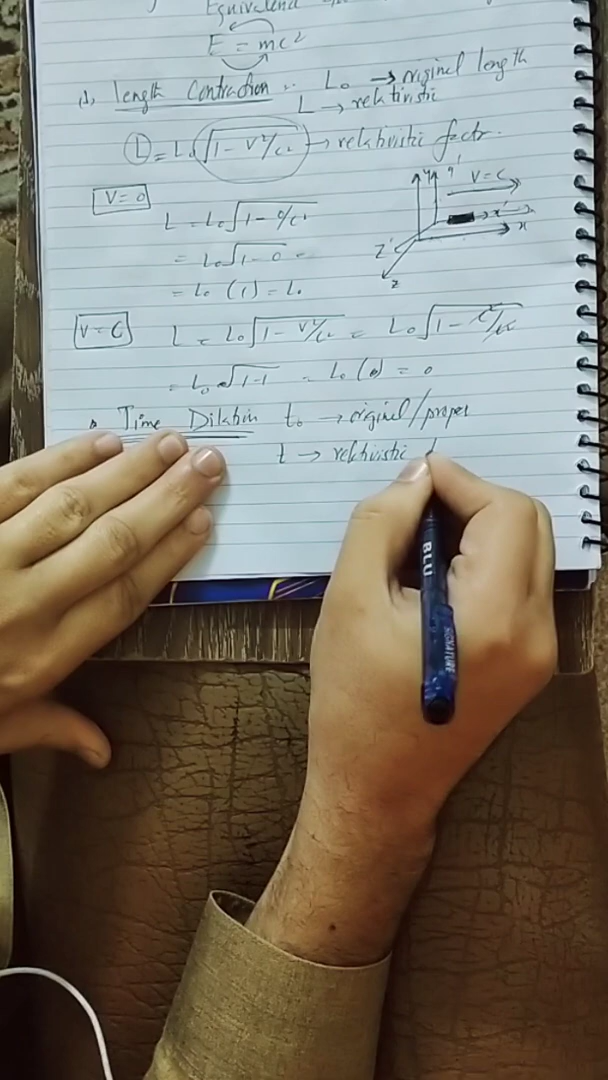 Equivalence
E = mc²
(1) length Contraction :- L₀ → original length
L → relativistic
L = L₀ √1 - V²/c² → relativistic factor.
V = 0
L = L₀ √1 - 0/c²
= L₀ √1 - 0
= L₀ (1) = L₀
y y' V = C
x' x
z' z
V = C L = L₀ √1 - V²/c² = L₀ √1 - c²/c²
= L₀ √1-1 = L₀ (0) = 0
Time Dilation t₀ → original/proper
t → relativistic t
BLU SIGNATURE